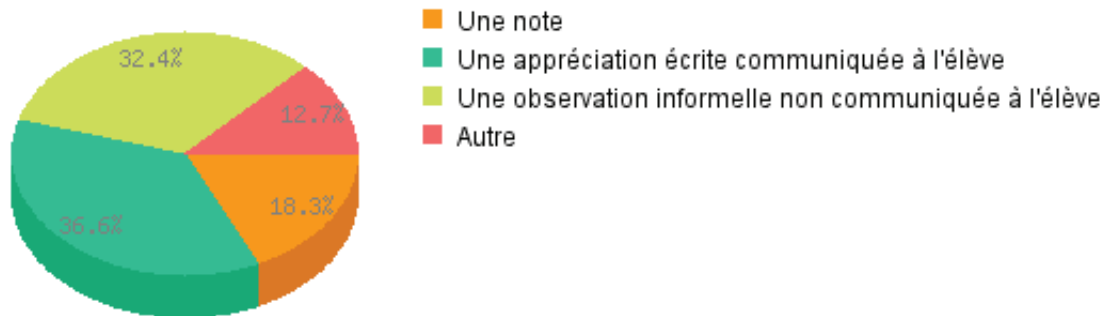 Une note
Une appréciation écrite communiquée à l'élève
Une observation informelle non communiquée à l'élève
Autre
32.4%
12.7%
18.3%
36.6%